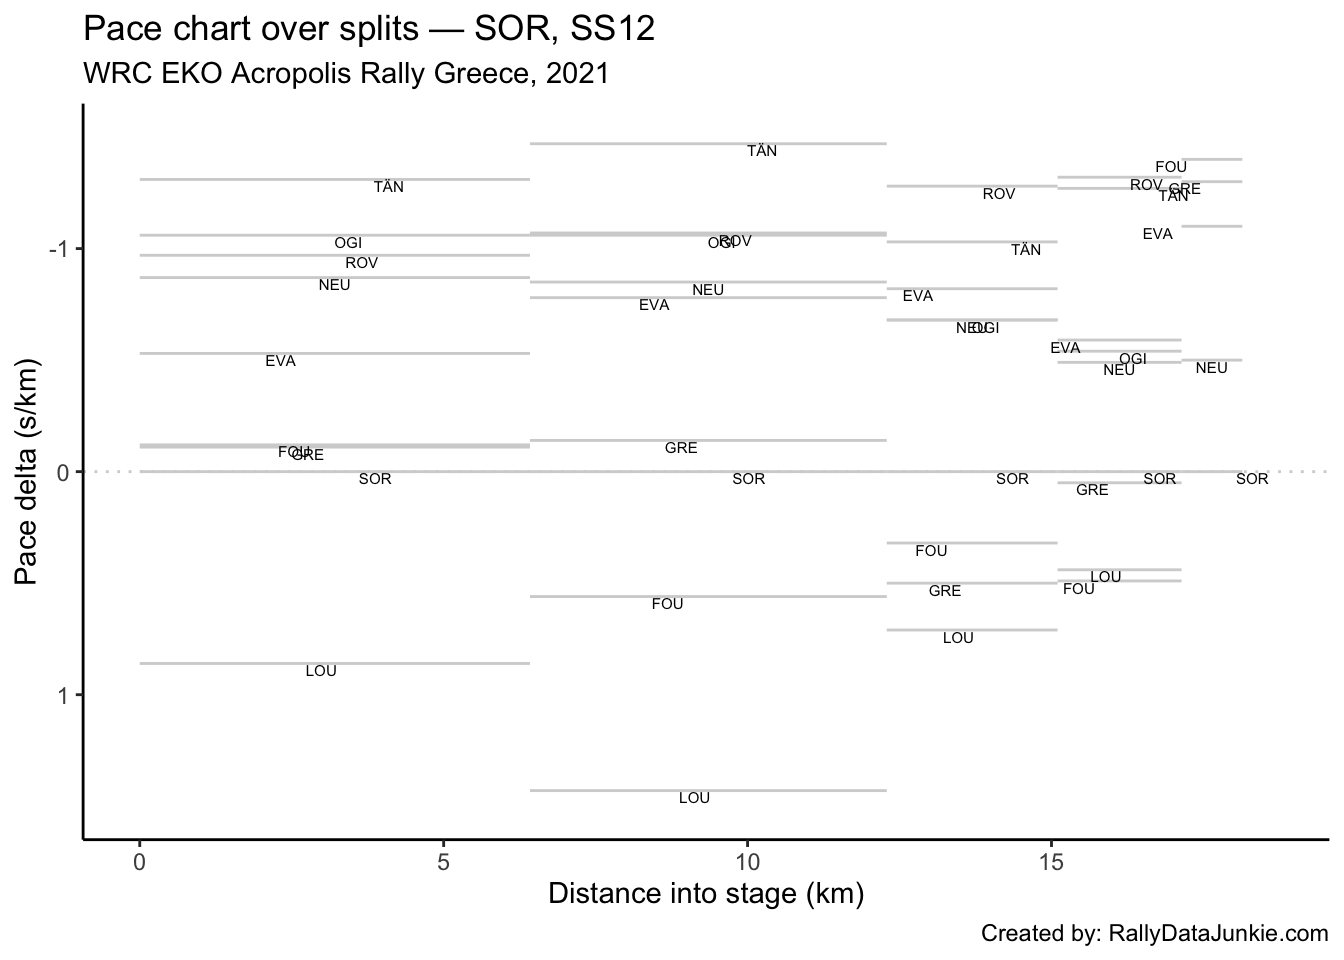 Pace chart over splits — SOR, SS12
WRC EKO Acropolis Rally Greece, 2021
TÄN
FOU
TÄN
ROV
GRE
ROV
TÄN
EVA
OGI
ROV
OGI
TÄN
-1
ROV
NEU
NEU
EVA
EVA
NEU
OGI
EVA
EVA
OGI
NEU
NEU
FOU
GRE
GRE
0
SOR
SOR
SOR
SOR
SOR
GRE
FOU
LOU
GRE
FOU
FOU
LOU
LOU
1
LOU
Pace delta (s/km)
0
5
10
15
Distance into stage (km)
Created by: RallyDataJunkie.com